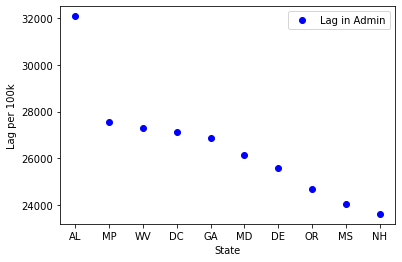 32000
30000
28000
26000
24000
Lag per 100k
Lag in Admin
AL MP WV DC GA MD DE OR MS NH
State